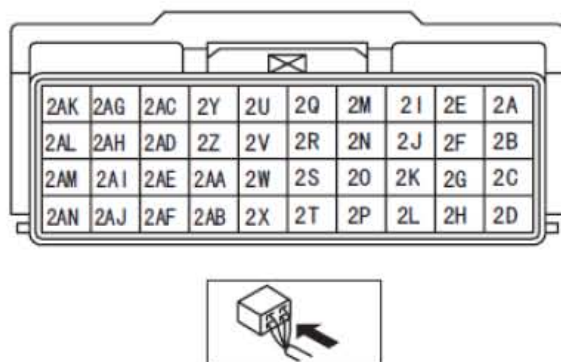 2AK 2AG 2AC 2Y 2U 2Q 2M 2I 2E 2A
2AL 2AH 2AD 2Z 2V 2R 2N 2J 2F 2B
2AM 2AI 2AE 2AA 2W 2S 2O 2K 2G 2C
2AN 2AJ 2AF 2AB 2X 2T 2P 2L 2H 2D